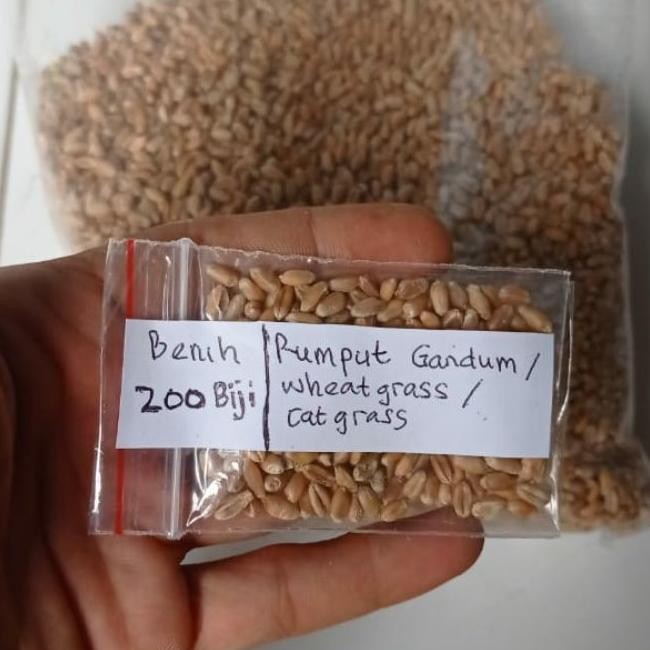 Benih
200 Biji
Rumput Gandum /
wheat grass /
cat grass